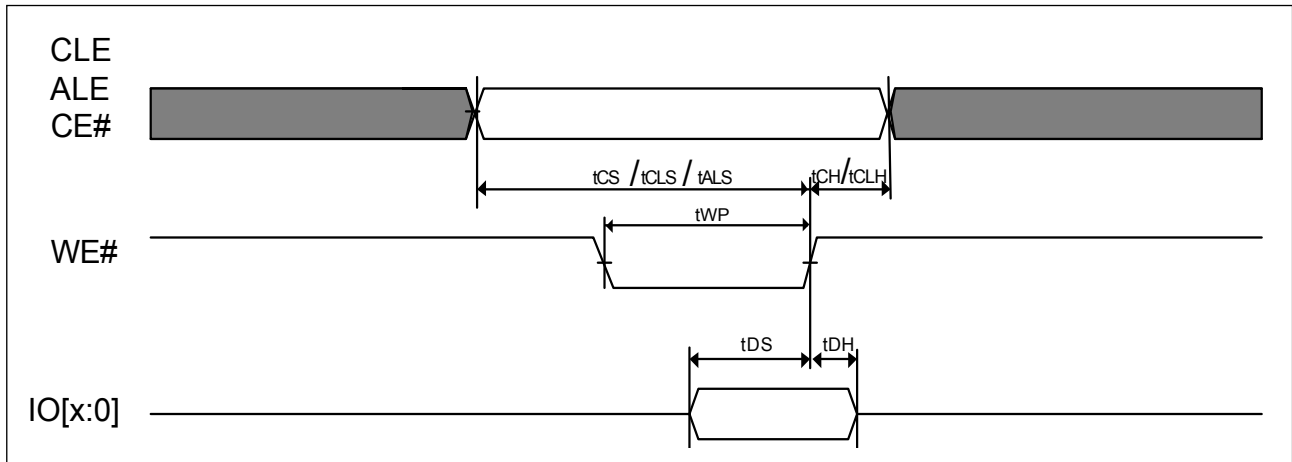 CLE
ALE
CE#
tCS / tCLS / tALS
tCH/tCLH
tWP
WE#
tDS
tDH
IO[x:0]